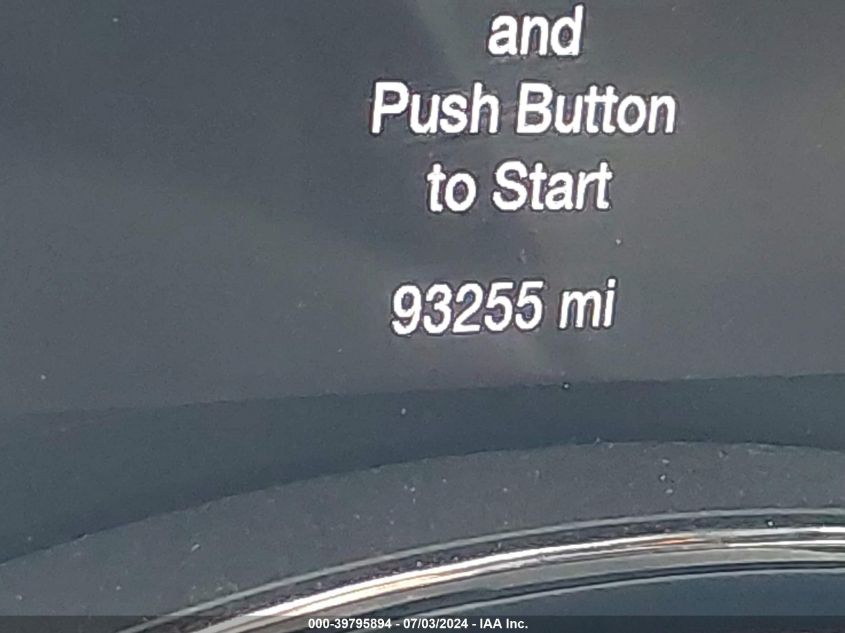 and
Push Button
to Start
93255 mi
000-39795894 - 07/03/2024 - IAA Inc.